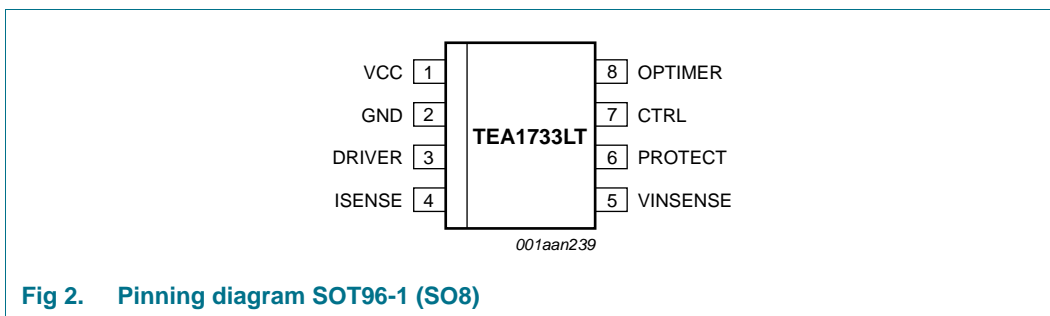 VCC 1 8 OPTIMER
GND 2 7 CTRL
TEA1733LT
DRIVER 3 6 PROTECT
ISENSE 4 5 VINSENSE
001aan239
Fig 2. Pinning diagram SOT96-1 (SO8)